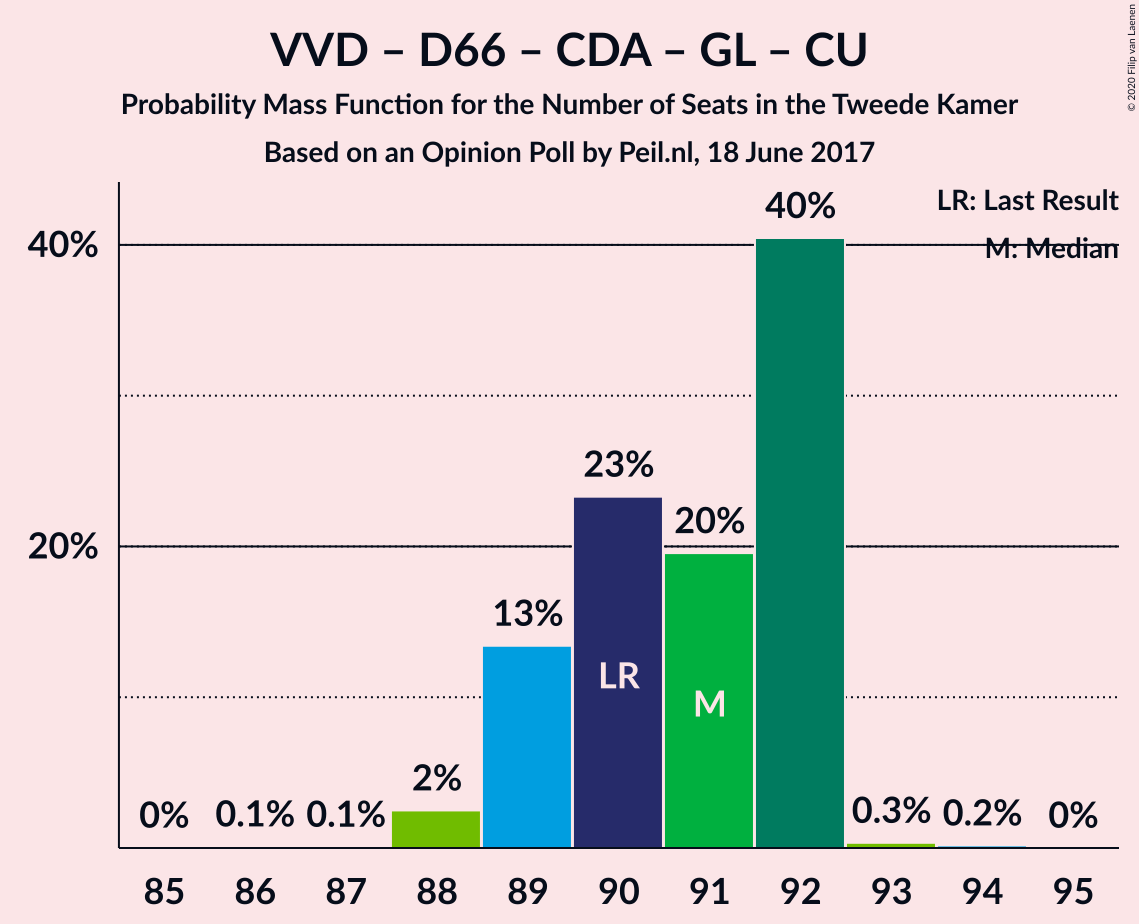 VVD – D66 – CDA – GL – CU
Probability Mass Function for the Number of Seats in the Tweede Kamer
Based on an Opinion Poll by Peil.nl, 18 June 2017
© 2020 Filip van Laenen
LR: Last Result
M: Median
40%
20%
0%
0.1%
0.1%
2%
13%
23%
20%
40%
0.3%
0.2%
0%
LR
M
85 86 87 88 89 90 91 92 93 94 95